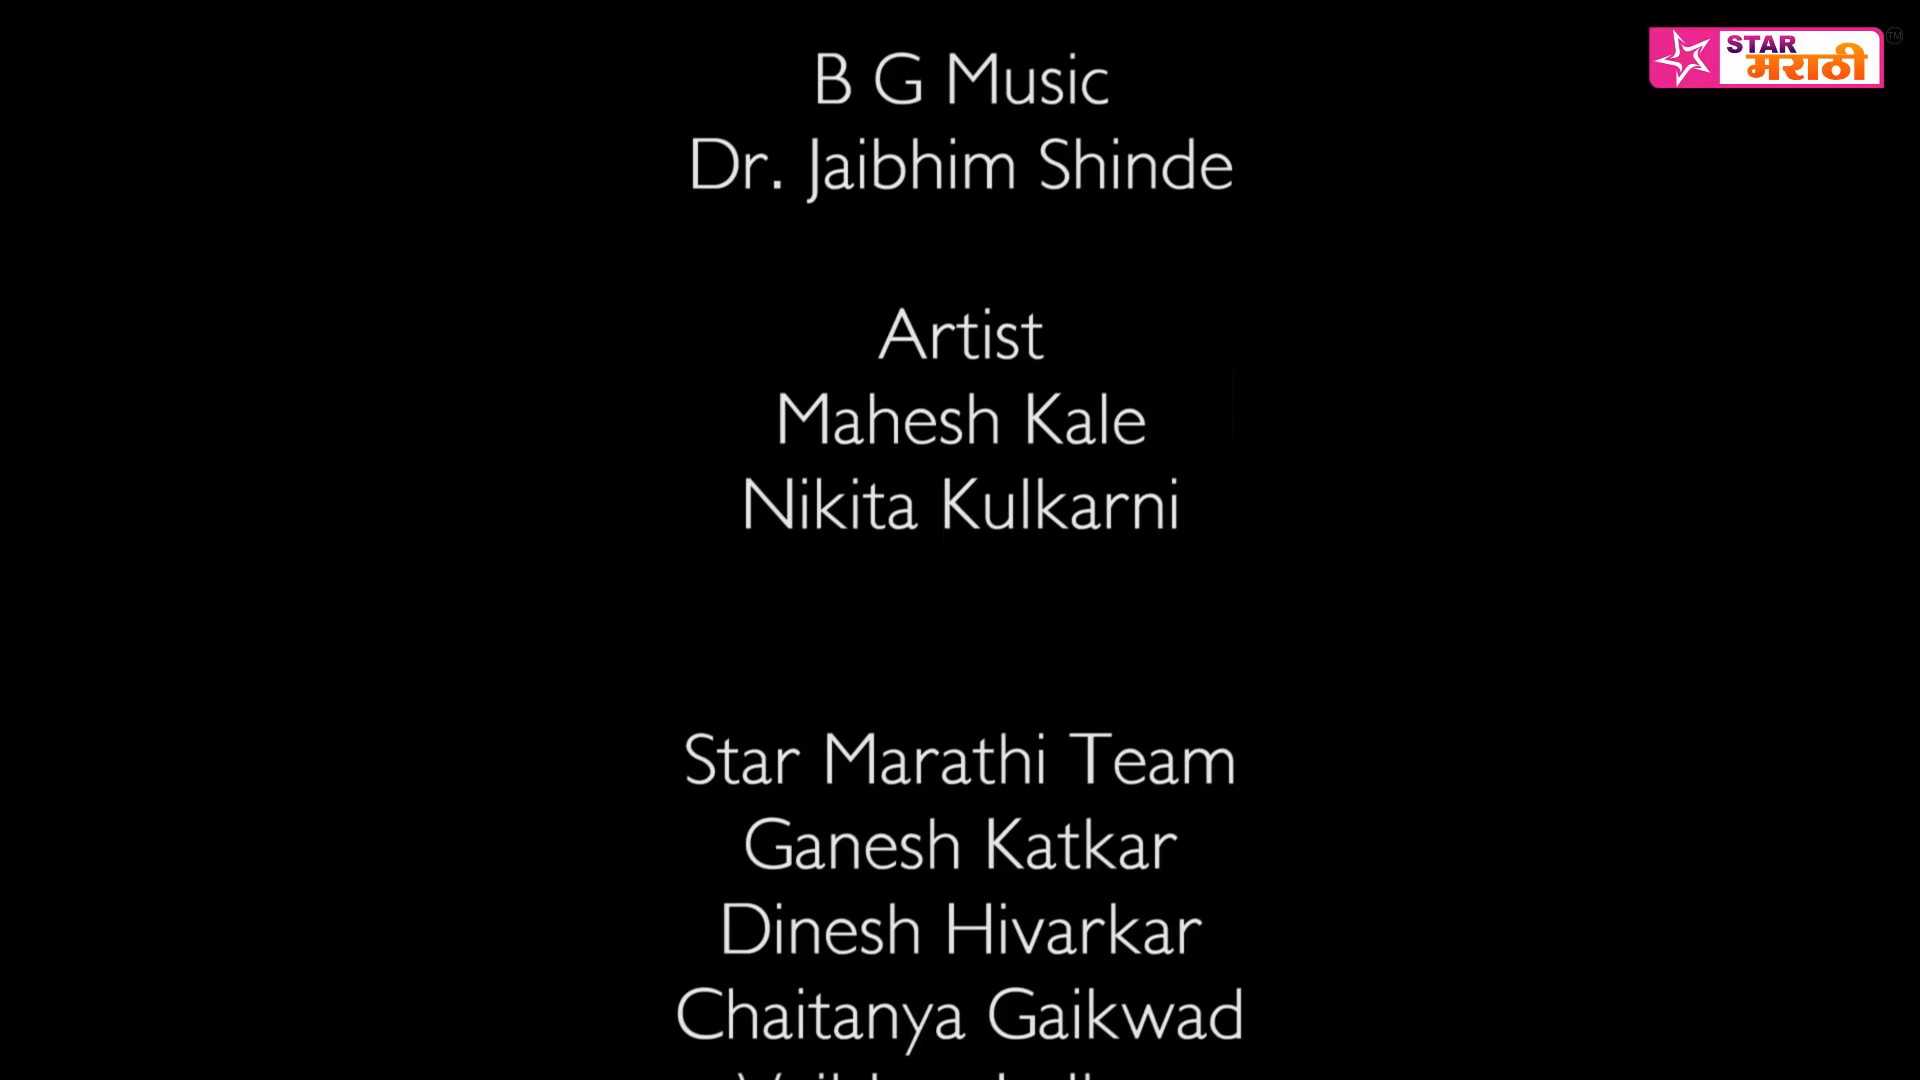 STAR
मराठी
TM
B G Music
Dr. Jaibhim Shinde
Artist
Mahesh Kale
Nikita Kulkarni
Star Marathi Team
Ganesh Katkar
Dinesh Hivarkar
Chaitanya Gaikwad